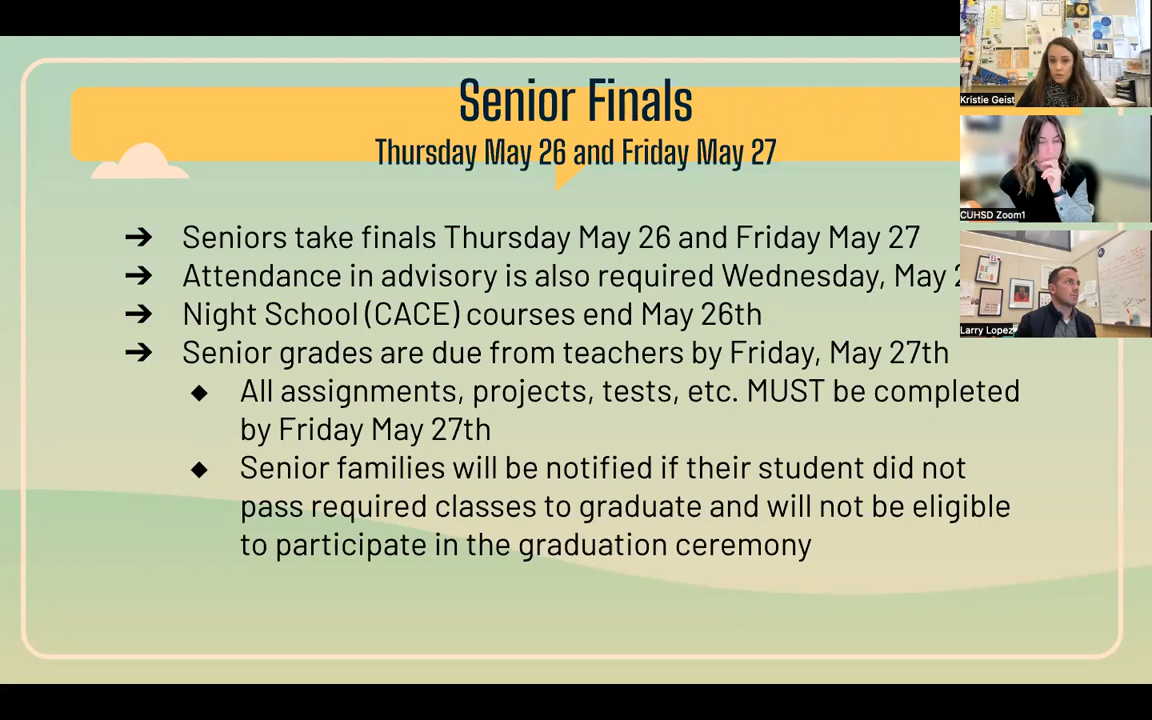 Senior Finals
Thursday May 26 and Friday May 27
➔ Seniors take finals Thursday May 26 and Friday May 27
➔ Attendance in advisory is also required Wednesday, May
➔ Night School (CACE) courses end May 26th
➔ Senior grades are due from teachers by Friday, May 27th
◆ All assignments, projects, tests, etc. MUST be completed
by Friday May 27th
◆ Senior families will be notified if their student did not
pass required classes to graduate and will not be eligible
to participate in the graduation ceremony
Kristie Geist
CUHSD Zoom1
BE
KIND
Larry Lopez